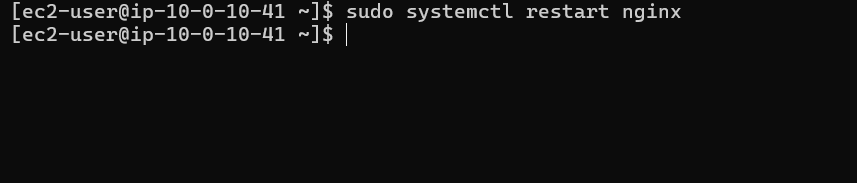 [ec2-user@ip-10-0-10-41 ~]$ sudo systemctl restart nginx
[ec2-user@ip-10-0-10-41 ~]$